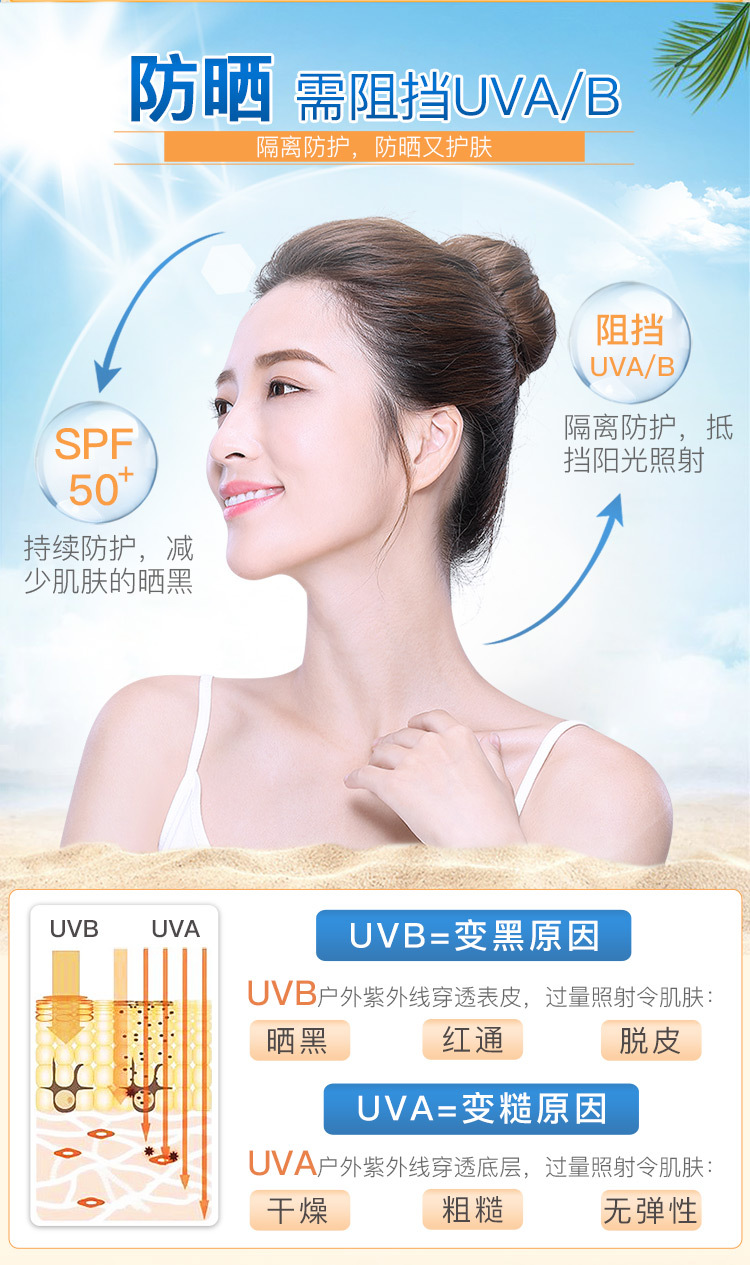 防晒 需阻挡UVA/B
隔离防护，防晒又护肤
阻挡
UVA/B
隔离防护，抵
挡阳光照射
SPF
50+
持续防护，减
少肌肤的晒黑
UVB UVA
UVB=变黑原因
UVB户外紫外线穿透表皮，过量照射令肌肤：
晒黑 红通 脱皮
UVA=变糙原因
UVA户外紫外线穿透底层，过量照射令肌肤：
干燥 粗糙 无弹性